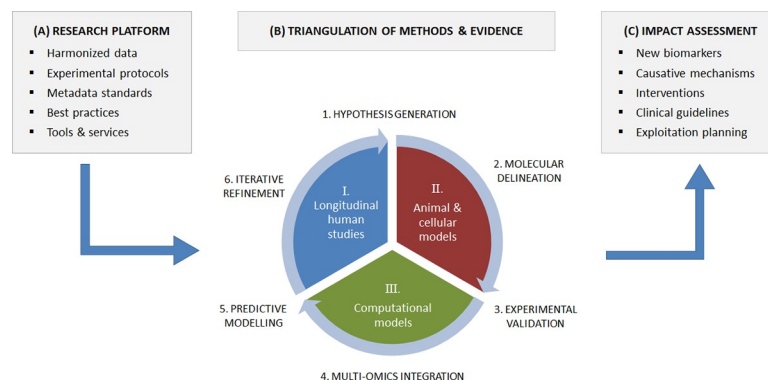 (A) RESEARCH PLATFORM
▪ Harmonized data
▪ Experimental protocols
▪ Metadata standards
▪ Best practices
▪ Tools & services
(B) TRIANGULATION OF METHODS & EVIDENCE
(C) IMPACT ASSESSMENT
▪ New biomarkers
▪ Causative mechanisms
▪ Interventions
▪ Clinical guidelines
▪ Exploitation planning
1. HYPOTHESIS GENERATION
2. MOLECULAR
DELINEATION
3. EXPERIMENTAL
VALIDATION
4. MULTI-OMICS INTEGRATION
5. PREDICTIVE
MODELLING
6. ITERATIVE
REFINEMENT
I.
Longitudinal
human
studies
II.
Animal &
cellular
models
III.
Computational
models